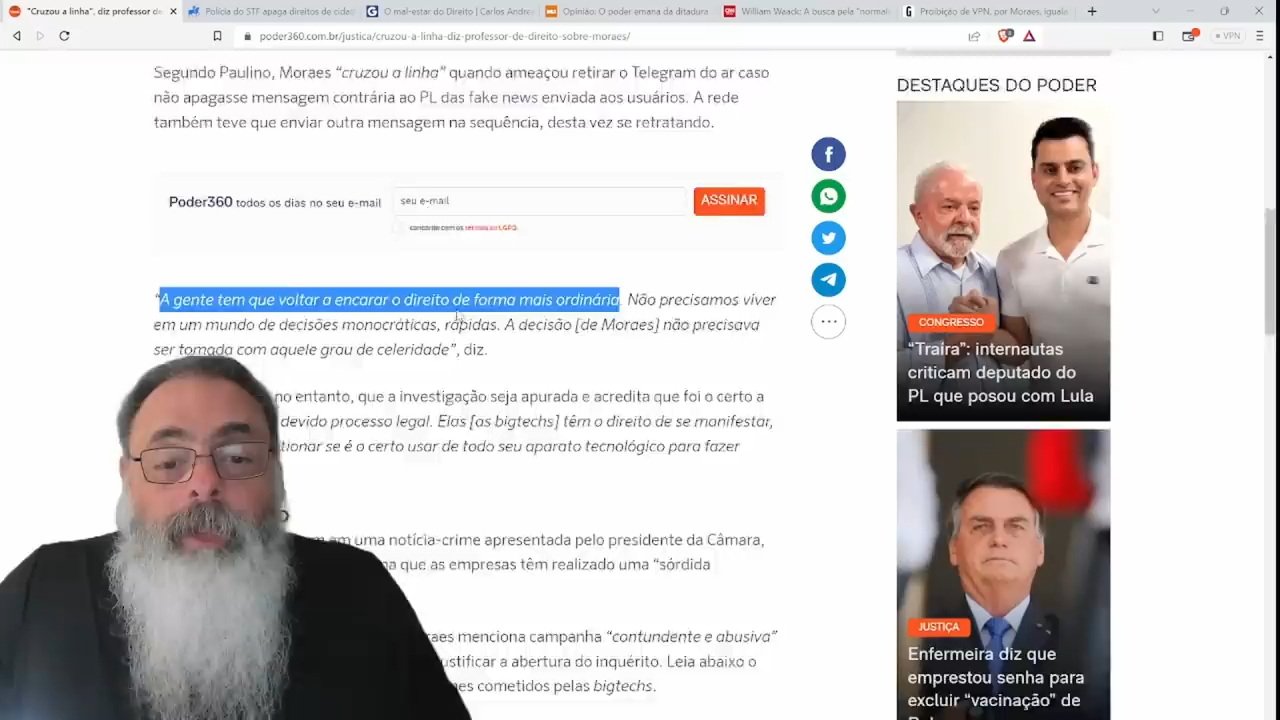 "Cruzou a linha", diz professor de
Polícia do STF apaga direitos de cidad
O mal-estar do Direito | Carlos Andre
Opinião: O poder emana da ditadura
William Waack: A busca pela "normal
Proibição de VPN, por Moraes, iguala
poder360.com.br/justica/cruzou-a-linha-diz-professor-de-direito-sobre-moraes/
VPN
Segundo Paulino, Moraes “cruzou a linha” quando ameaçou retirar o Telegram do ar caso
não apagasse mensagem contrária ao PL das fake news enviada aos usuários. A rede
também teve que enviar outra mensagem na sequência, desta vez se retratando.
Poder360 todos os dias no seu e-mail
seu e-mail
ASSINAR
concordo com os termos da LGPD.
“A gente tem que voltar a encarar o direito de forma mais ordinária. Não precisamos viver
em um mundo de decisões monocráticas, rápidas. A decisão [de Moraes] não precisava
ser tomada com aquele grau de celeridade”, diz.
no entanto, que a investigação seja apurada e acredita que foi o certo a
devido processo legal. Elas [as bigtechs] têm o direito de se manifestar,
tionar se é o certo usar de todo seu aparato tecnológico para fazer
em uma notícia-crime apresentada pelo presidente da Câmara,
que as empresas têm realizado uma “sórdida
raes menciona campanha “contundente e abusiva”
ustificar a abertura do inquérito. Leia abaixo o
mes cometidos pelas bigtechs.
DESTAQUES DO PODER
CONGRESSO
“Traíra”: internautas
criticam deputado do
PL que posou com Lula
JUSTIÇA
Enfermeira diz que
emprestou senha para
excluir “vacinação” de